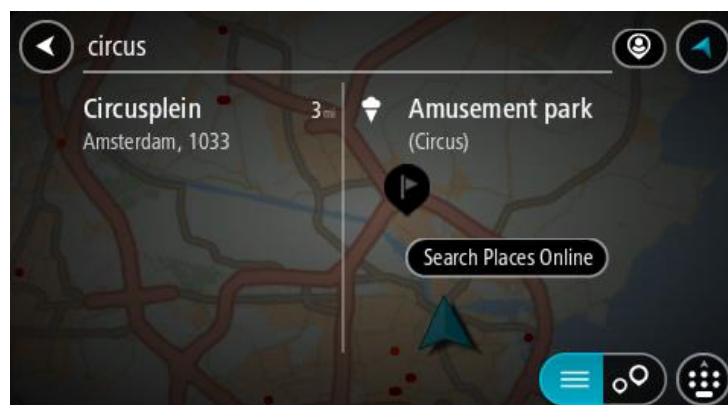 circus
Circusplein
3 mi
Amsterdam, 1033
Amusement park
(Circus)
Search Places Online